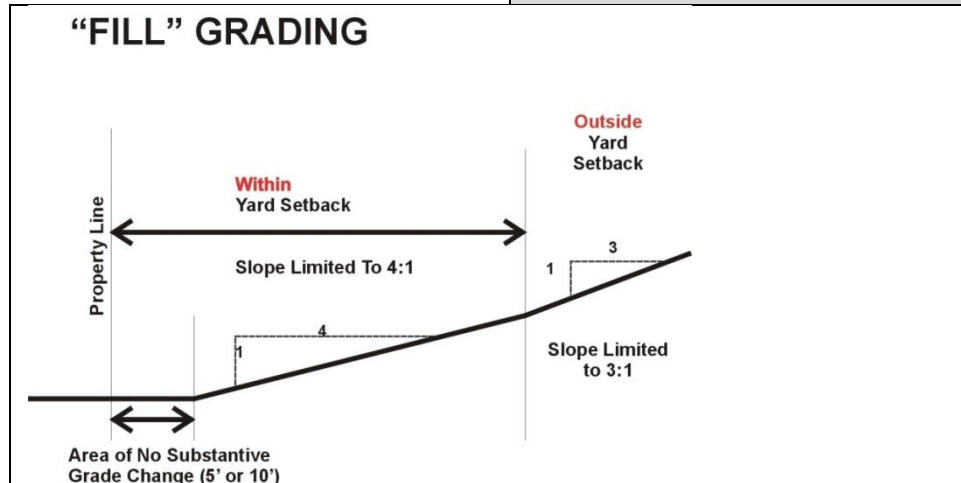 “FILL” GRADING
Outside
Yard
Setback
Within
Yard Setback
Property Line
3
1
Slope Limited To 4:1
4
1
Slope Limited
to 3:1
Area of No Substantive
Grade Change (5’ or 10’)